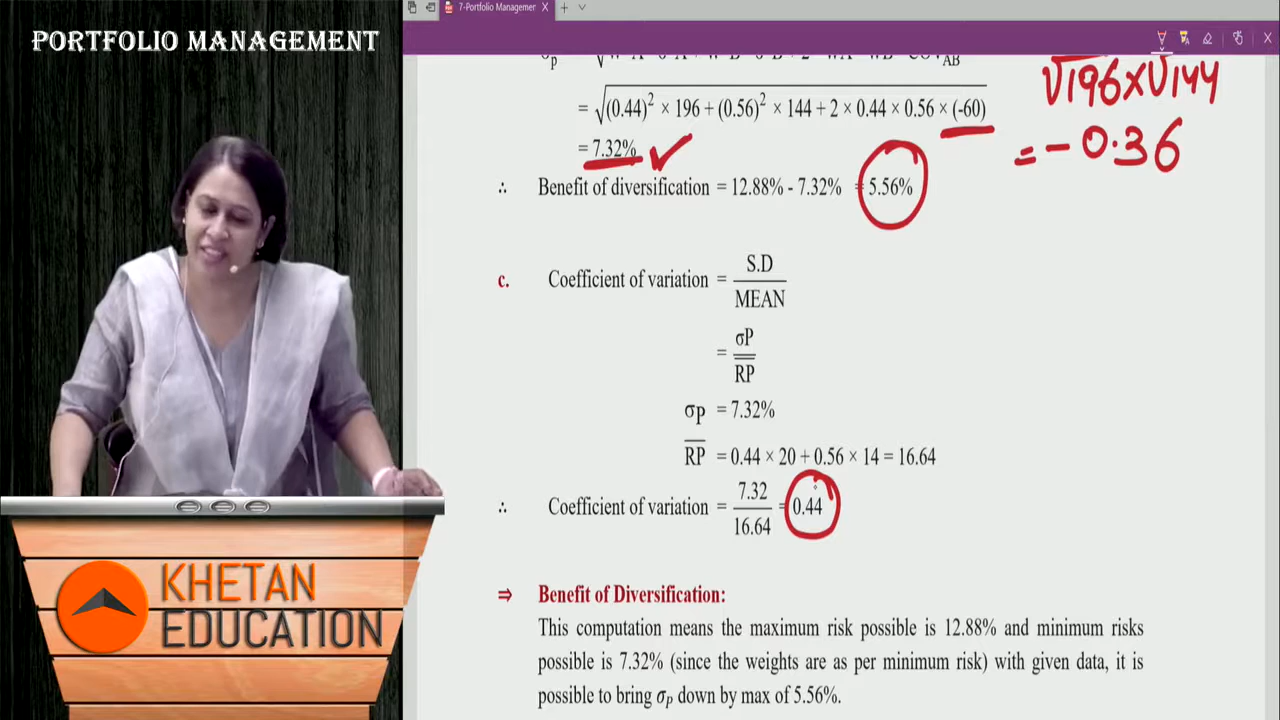 7-Portfolio Managemer
PORTFOLIO MANAGEMENT
= √(0.44)² × 196 + (0.56)² × 144 + 2 × 0.44 × 0.56 × (-60)
√196 × √144
= 7.32%
= - 0.36
∴ Benefit of diversification = 12.88% - 7.32% = 5.56%
c. Coefficient of variation = S.D / MEAN
= σP / R̅P̅
σP = 7.32%
R̅P̅ = 0.44 × 20 + 0.56 × 14 = 16.64
∴ Coefficient of variation = 7.32 / 16.64 = 0.44
⇒ Benefit of Diversification:
This computation means the maximum risk possible is 12.88% and minimum risks
possible is 7.32% (since the weights are as per minimum risk) with given data, it is
possible to bring σP down by max of 5.56%.
KHETAN
EDUCATION